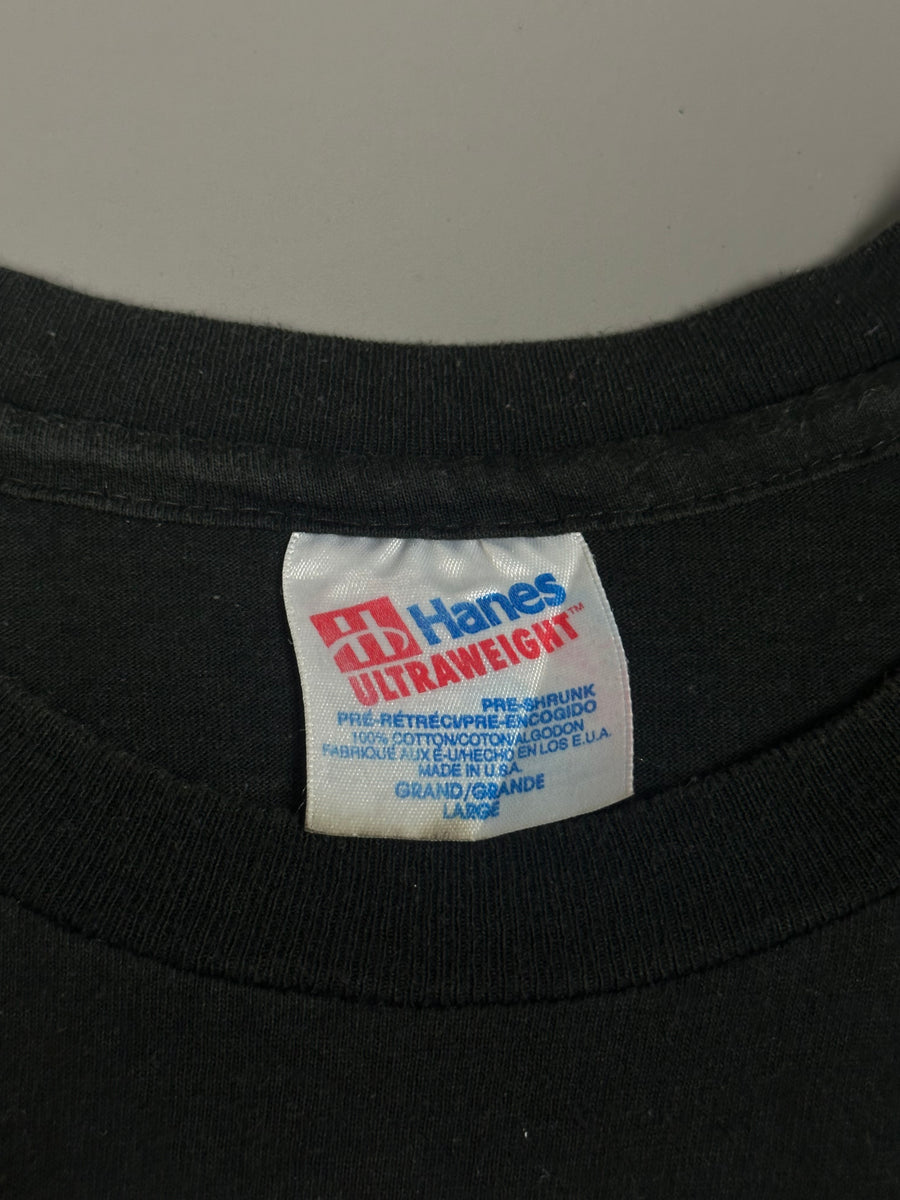 Hanes
ULTRAWEIGHT™
PRE-SHRUNK
PRÉ-RÉTRÉCI/PRE-ENCOGIDO
100% COTTON/COTON/ALGODON
FABRIQUÉ AUX É-U/HECHO EN LOS E.U.A.
MADE IN U.S.A.
GRAND/GRANDE
LARGE